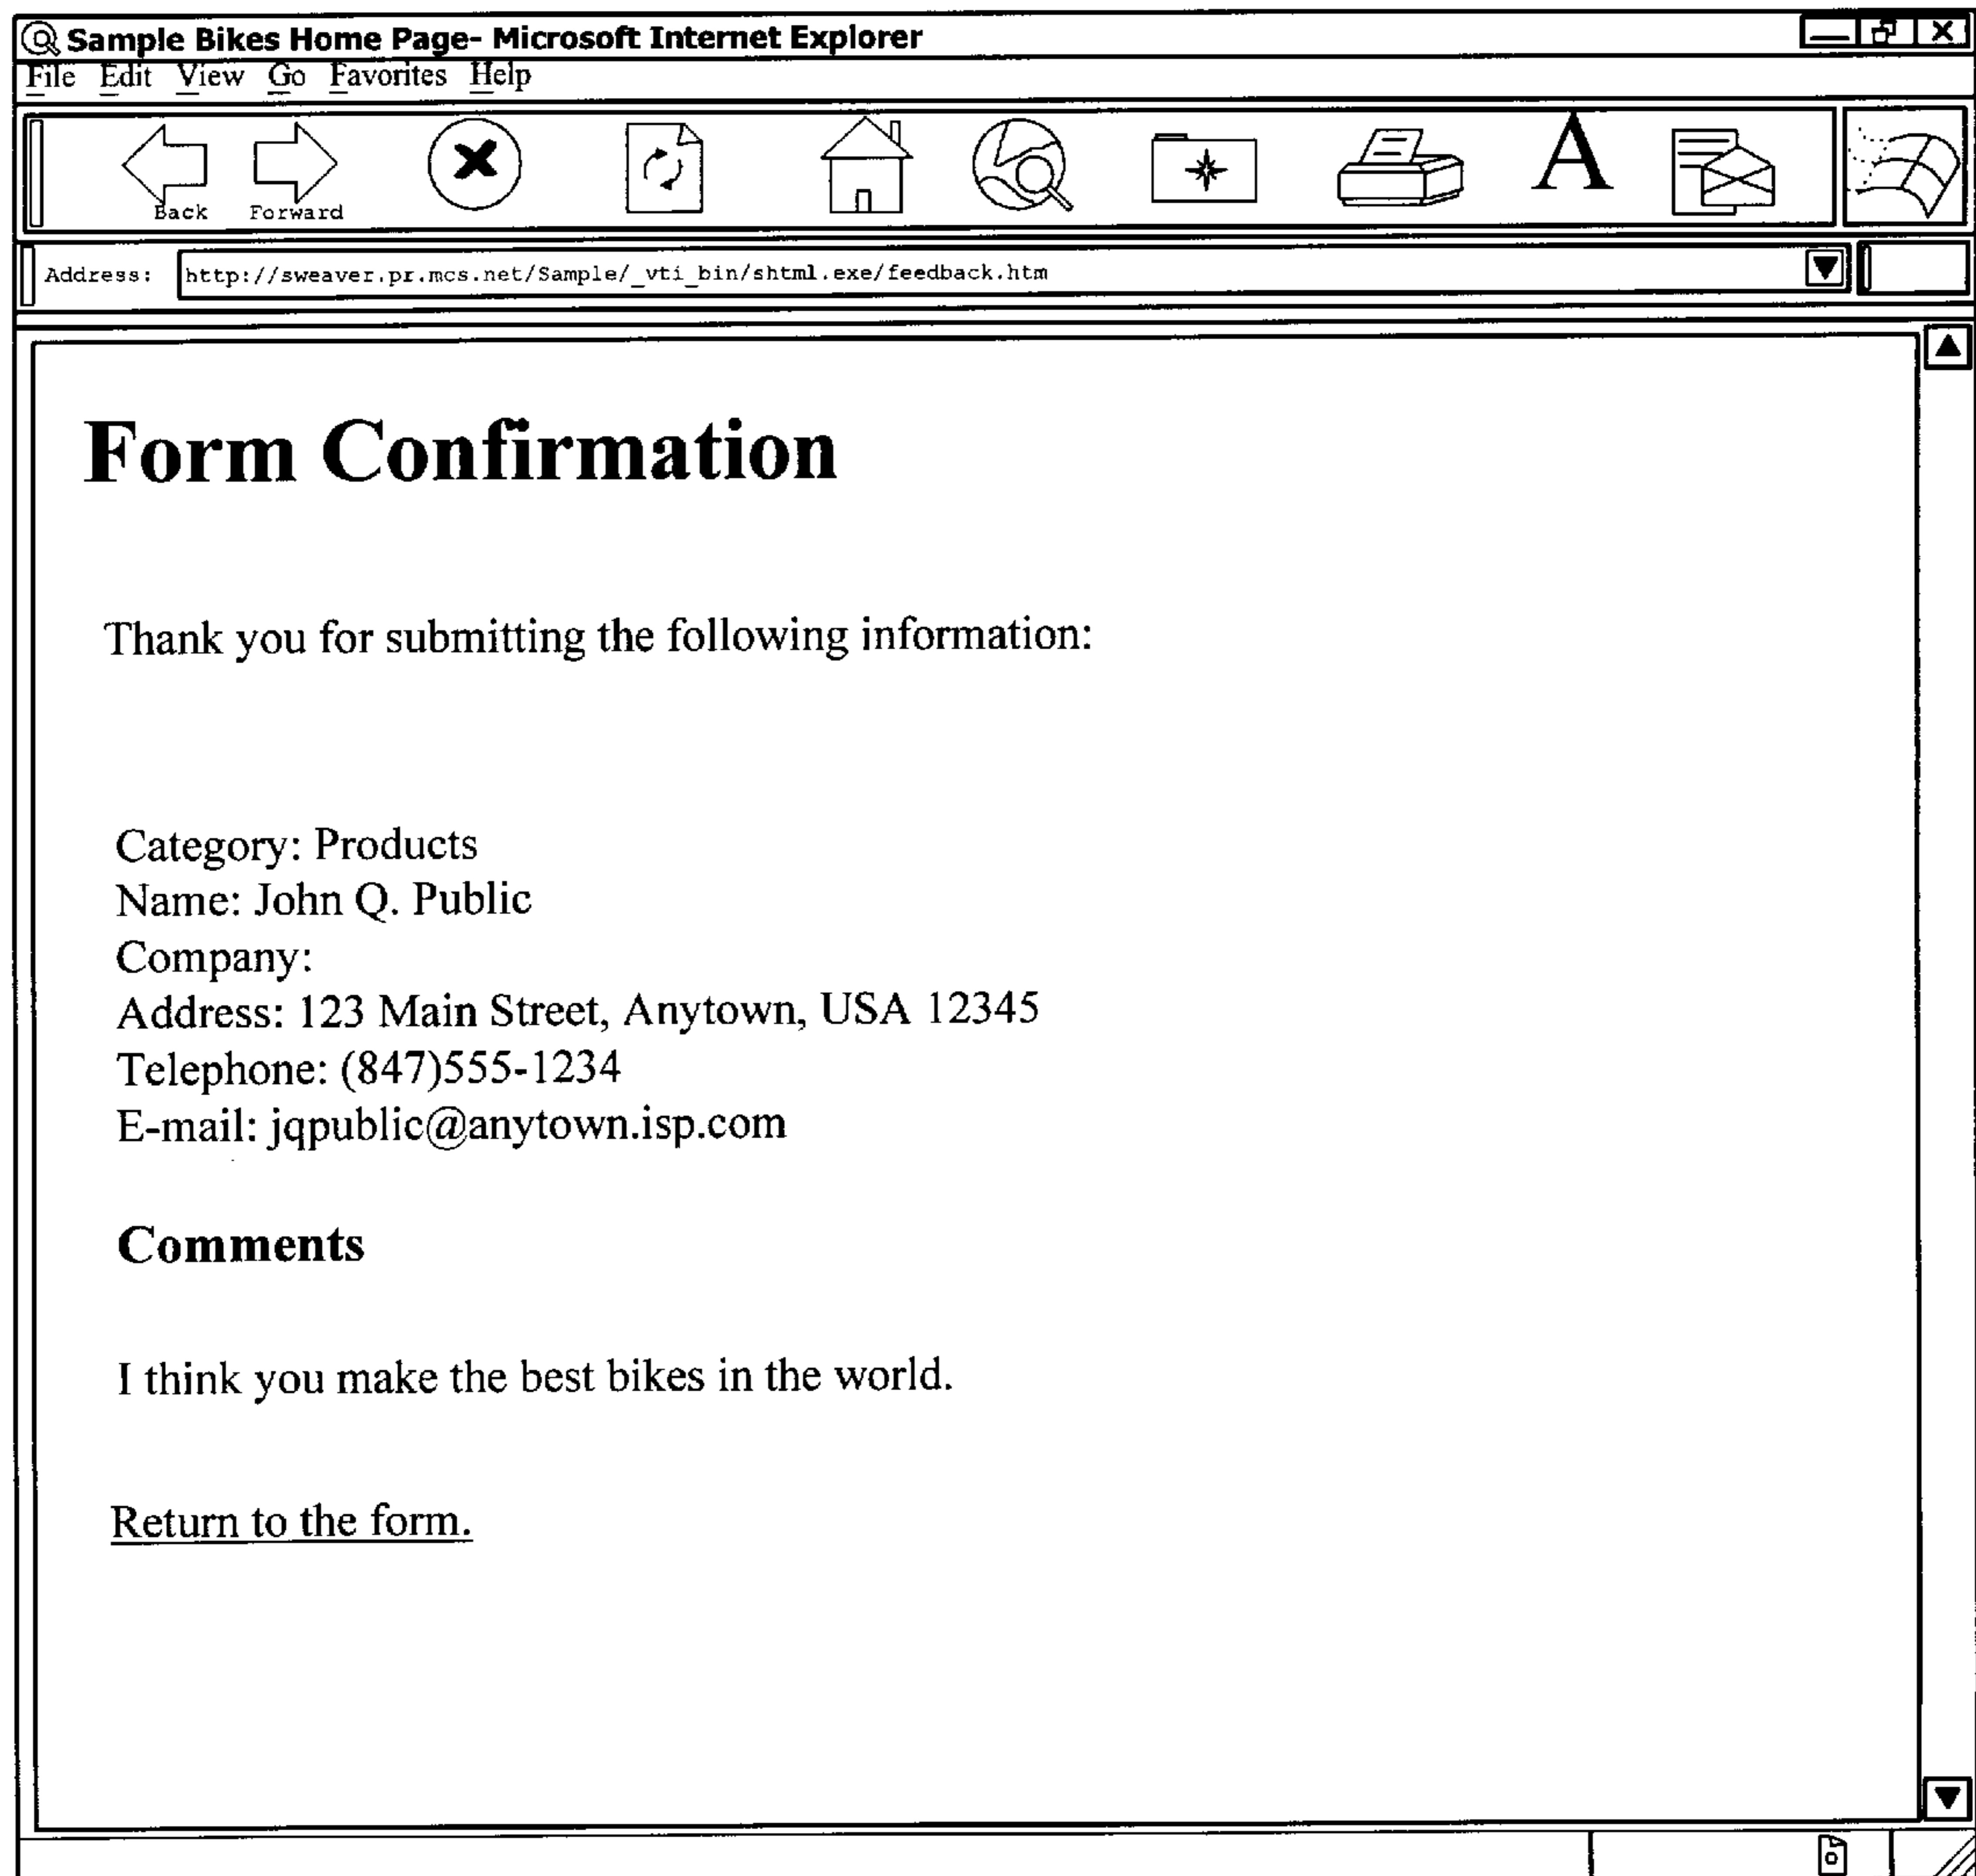 Sample Bikes Home Page- Microsoft Internet Explorer
File Edit View Go Favorites Help
Back Forward
A
Address: http://sweaver.pr.mcs.net/Sample/_vti_bin/shtml.exe/feedback.htm
Form Confirmation
Thank you for submitting the following information:
Category: Products
Name: John Q. Public
Company:
Address: 123 Main Street, Anytown, USA 12345
Telephone: (847)555-1234
E-mail: jqpublic@anytown.isp.com
Comments
I think you make the best bikes in the world.
Return to the form.